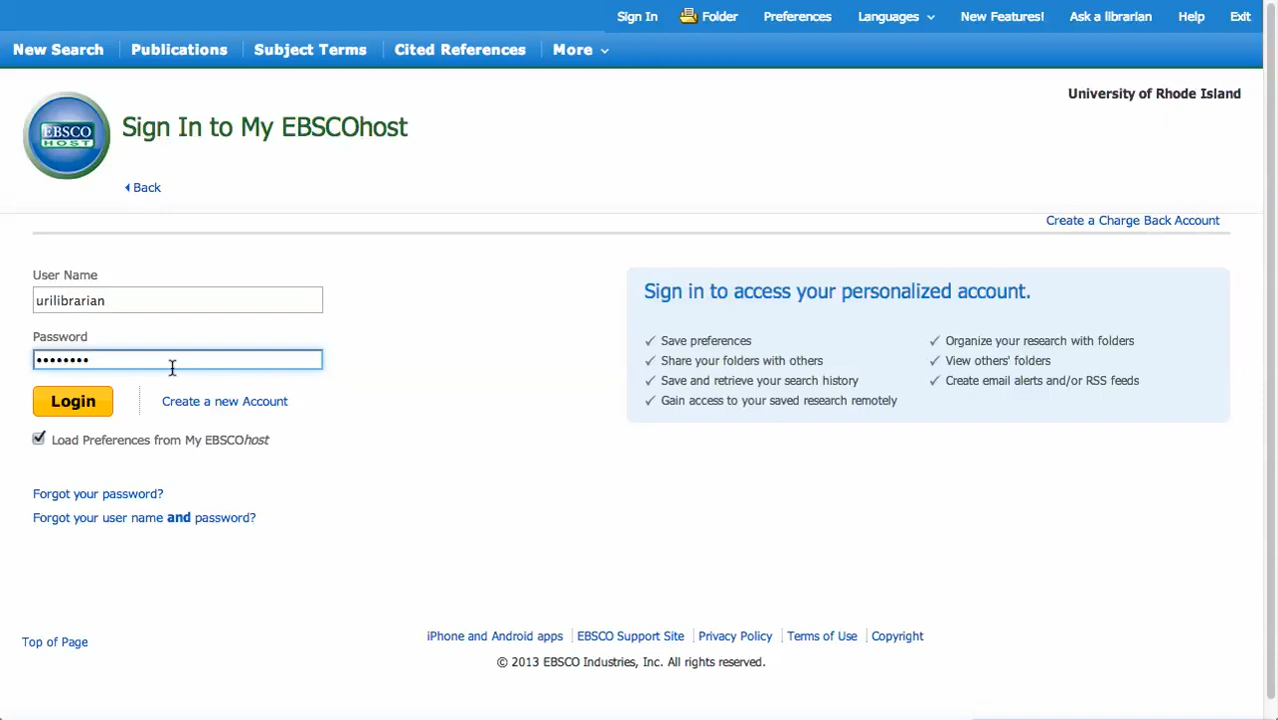 Sign In Folder Preferences Languages New Features! Ask a librarian Help Exit
New Search Publications Subject Terms Cited References More
University of Rhode Island
EBSCO
HOST
Sign In to My EBSCOhost
Back
Create a Charge Back Account
User Name
urilibrarian
Password
••••••••
Login
Create a new Account
Load Preferences from My EBSCOhost
Forgot your password?
Forgot your user name and password?
Sign in to access your personalized account.
Save preferences
Share your folders with others
Save and retrieve your search history
Gain access to your saved research remotely
Organize your research with folders
View others' folders
Create email alerts and/or RSS feeds
Top of Page
iPhone and Android apps EBSCO Support Site Privacy Policy Terms of Use Copyright
© 2013 EBSCO Industries, Inc. All rights reserved.